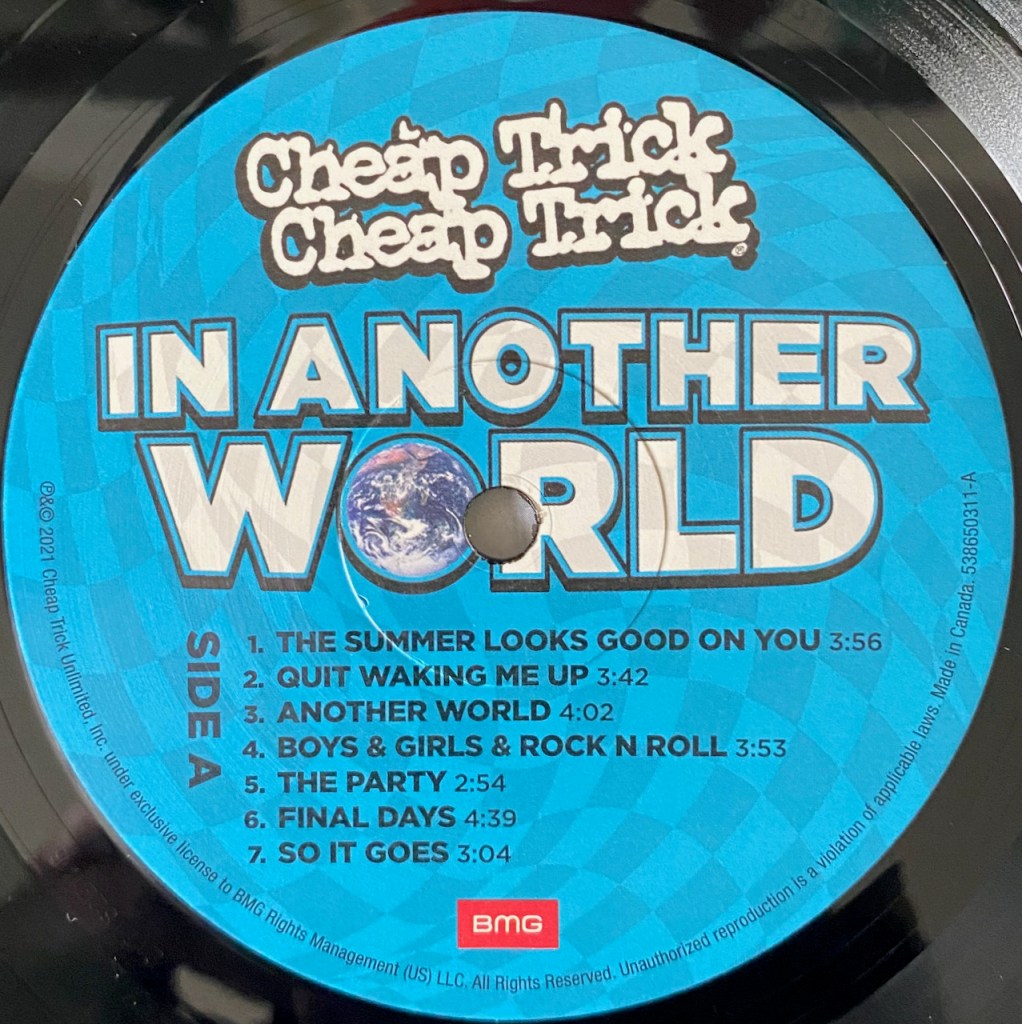 Cheap Trick
Cheap Trick
®
IN ANOTHER
WORLD
SIDE A
1. THE SUMMER LOOKS GOOD ON YOU 3:56
2. QUIT WAKING ME UP 3:42
3. ANOTHER WORLD 4:02
4. BOYS & GIRLS & ROCK N ROLL 3:53
5. THE PARTY 2:54
6. FINAL DAYS 4:39
7. SO IT GOES 3:04
BMG
℗&© 2021 Cheap Trick Unlimited, Inc. under exclusive license to BMG Rights Management (US) LLC. All Rights Reserved. Unauthorized reproduction is a violation of applicable laws. Made in Canada. 538650311-A